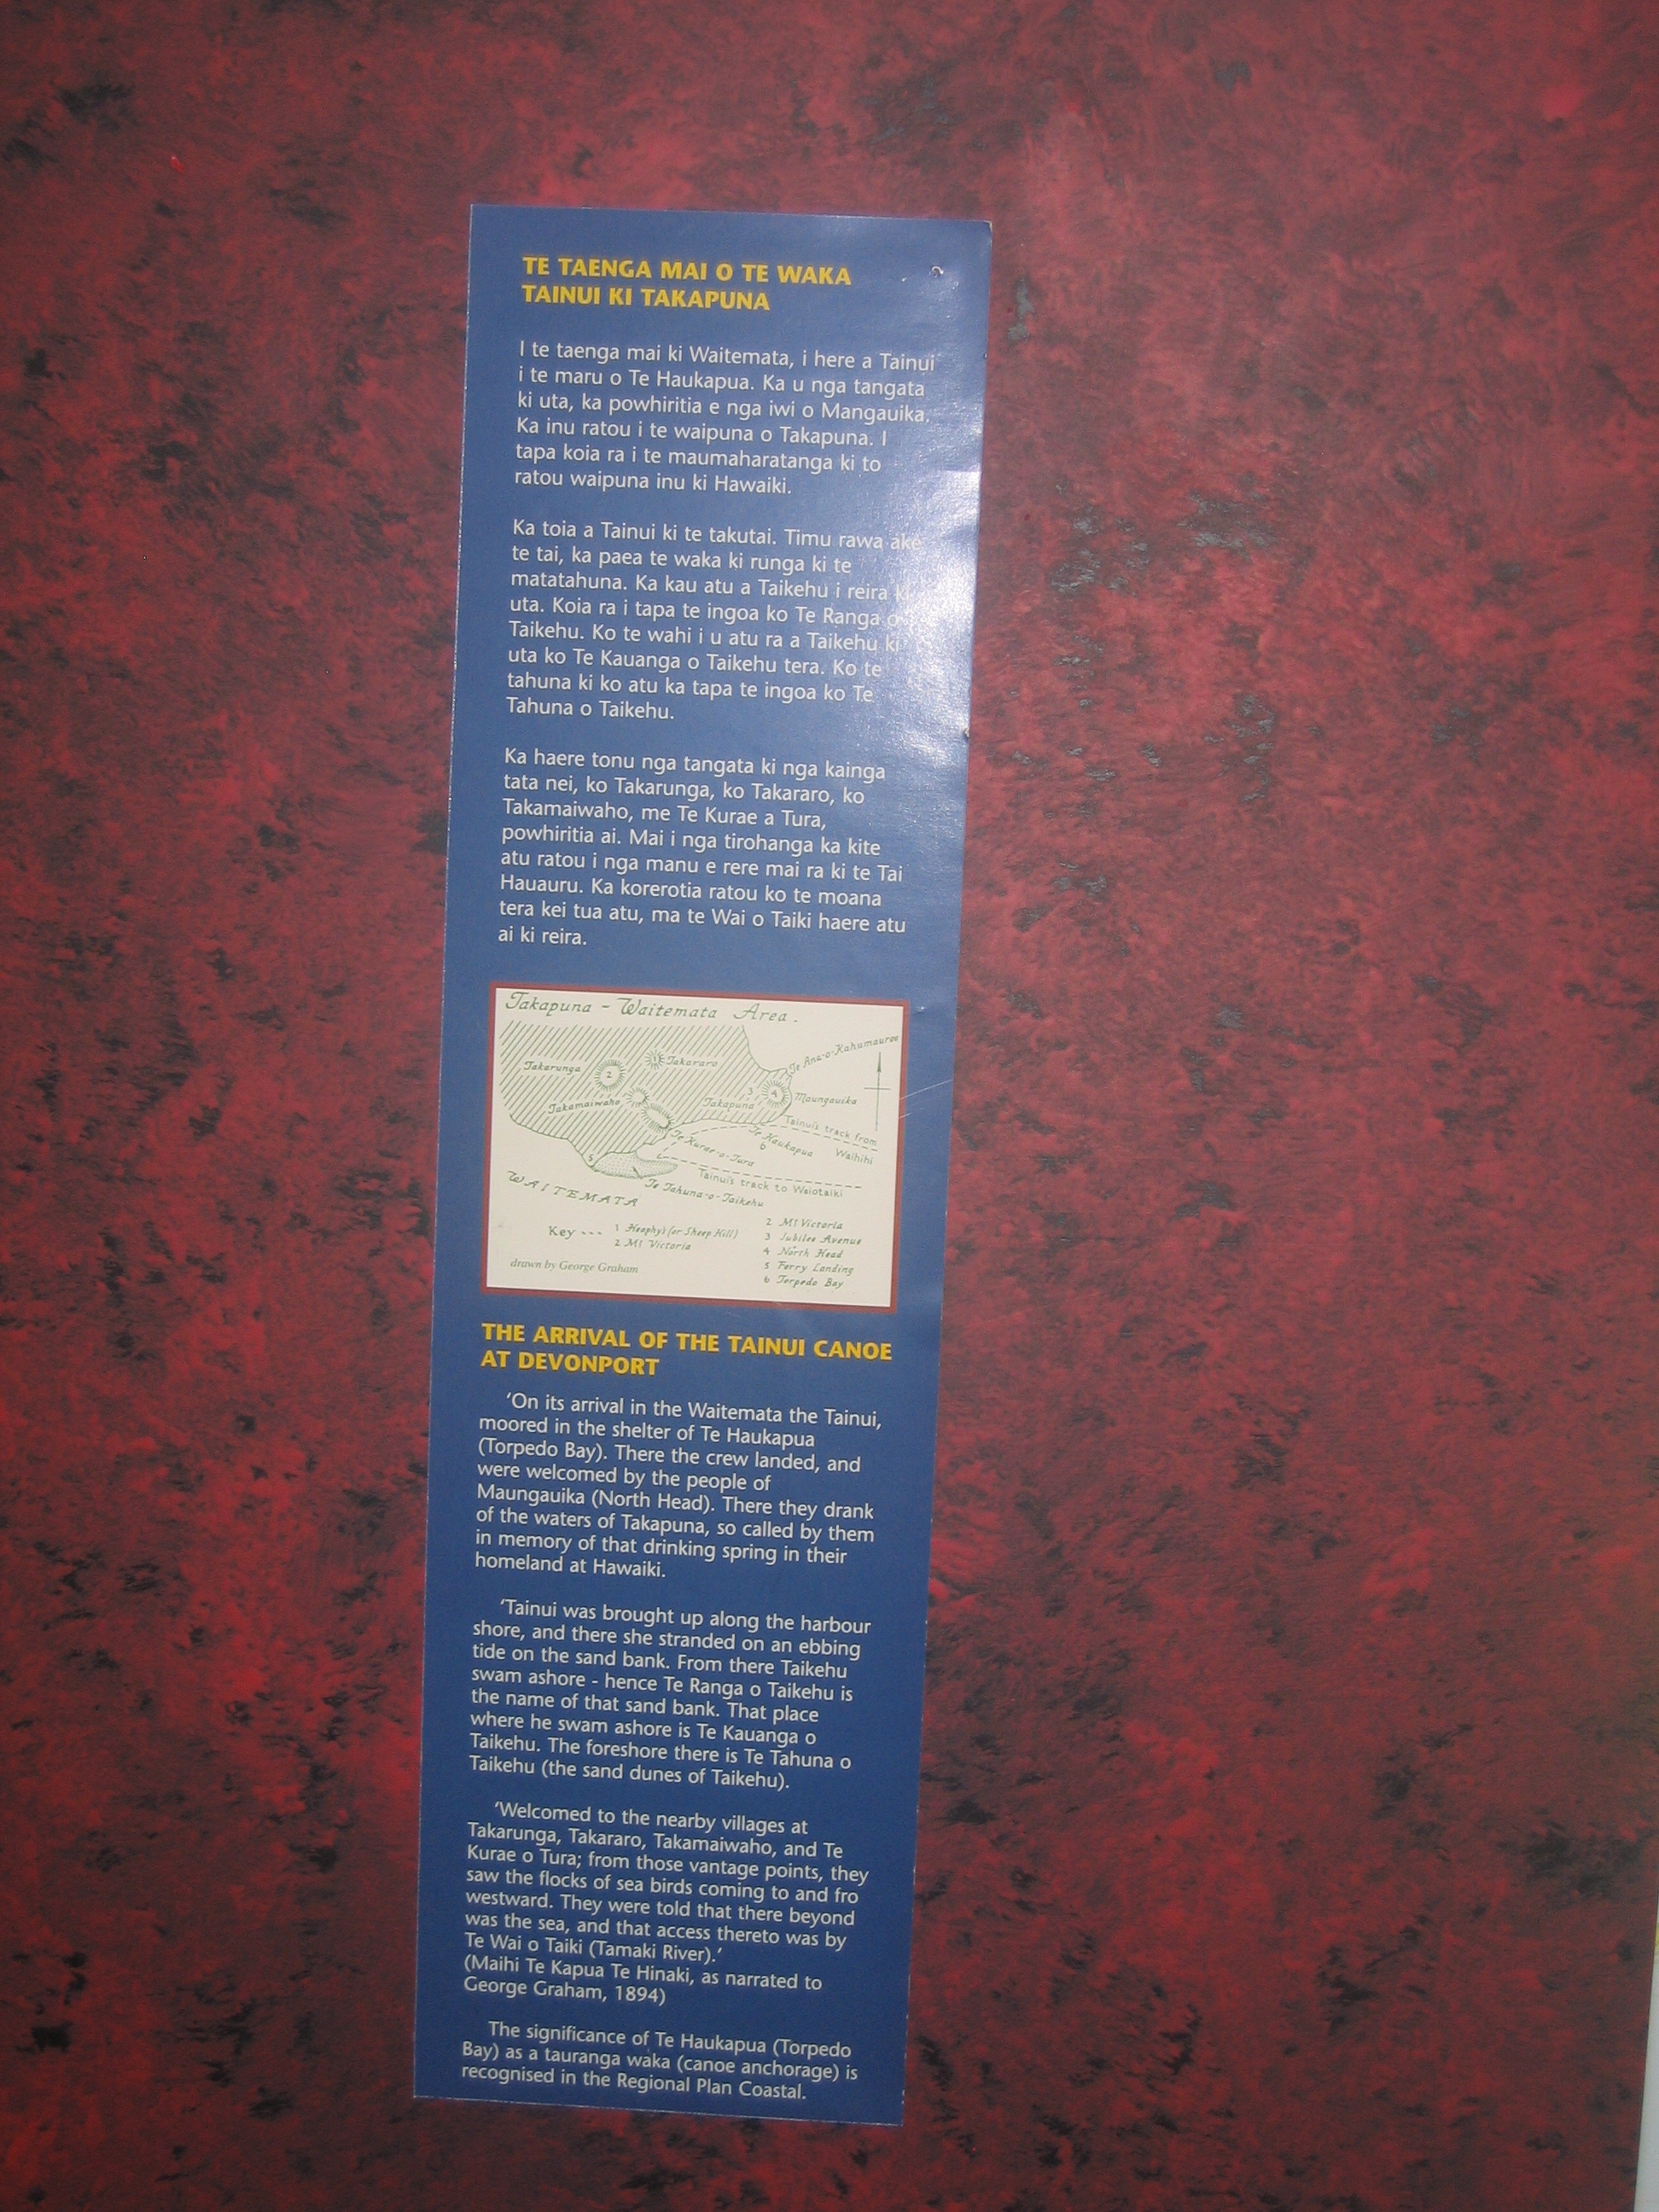 TE TAENGA MAI O TE WAKA
TAINUI KI TAKAPUNA
I te taenga mai ki Waitemata, i here a Tainui
i te maru o Te Haukapua. Ka u nga tangata
ki uta, ka powhiritia e nga iwi o Mangauika.
Ka inu ratou i te waipuna o Takapuna. I
tapa koia ra i te maumaharatanga ki to
ratou waipuna inu ki Hawaiki.
Ka toia a Tainui ki te takutai. Timu rawa ake
te tai, ka paea te waka ki runga ki te
matatahuna. Ka kau atu a Taikehu i reira ki
uta. Koia ra i tapa te ingoa ko Te Ranga o
Taikehu. Ko te wahi i u atu ra a Taikehu ki
uta ko Te Kauanga o Taikehu tera. Ko te
tahuna ki ko atu ka tapa te ingoa ko Te
Tahuna o Taikehu.
Ka haere tonu nga tangata ki nga kainga
tata nei, ko Takarunga, ko Takararo, ko
Takamaiwaho, me Te Kurae a Tura,
powhiritia ai. Mai i nga tirohanga ka kite
atu ratou i nga manu e rere mai ra ki te Tai
Hauauru. Ka korerotia ratou ko te moana
tera kei tua atu, ma te Wai o Taiki haere atu
ai ki reira.
Takapuna - Waitemata Area.
Te Ana-o-Kahumauroa
Takarunga
2
1
Takararo
3
4
Maungauika
Takamaiwaho
Takapuna
Tainui's track from
Waihihi
Te Haukapua
6
Te Kurae-o-Tura
5
Tainui's track to Waiotaiki
Te Tahuna-o-Taikehu
WAITEMATA
Key ---
1 Heaphy's (or Sheep Hill)
2 Mt Victoria
2 Mt Victoria
3 Jubilee Avenue
4 North Head
5 Ferry Landing
6 Torpedo Bay
drawn by George Graham
THE ARRIVAL OF THE TAINUI CANOE
AT DEVONPORT
‘On its arrival in the Waitemata the Tainui,
moored in the shelter of Te Haukapua
(Torpedo Bay). There the crew landed, and
were welcomed by the people of
Maungauika (North Head). There they drank
of the waters of Takapuna, so called by them
in memory of that drinking spring in their
homeland at Hawaiki.
‘Tainui was brought up along the harbour
shore, and there she stranded on an ebbing
tide on the sand bank. From there Taikehu
swam ashore - hence Te Ranga o Taikehu is
the name of that sand bank. That place
where he swam ashore is Te Kauanga o
Taikehu. The foreshore there is Te Tahuna o
Taikehu (the sand dunes of Taikehu).
‘Welcomed to the nearby villages at
Takarunga, Takararo, Takamaiwaho, and Te
Kurae o Tura; from those vantage points, they
saw the flocks of sea birds coming to and fro
westward. They were told that there beyond
was the sea, and that access thereto was by
Te Wai o Taiki (Tamaki River).’
(Maihi Te Kapua Te Hinaki, as narrated to
George Graham, 1894)
The significance of Te Haukapua (Torpedo
Bay) as a tauranga waka (canoe anchorage) is
recognised in the Regional Plan Coastal.